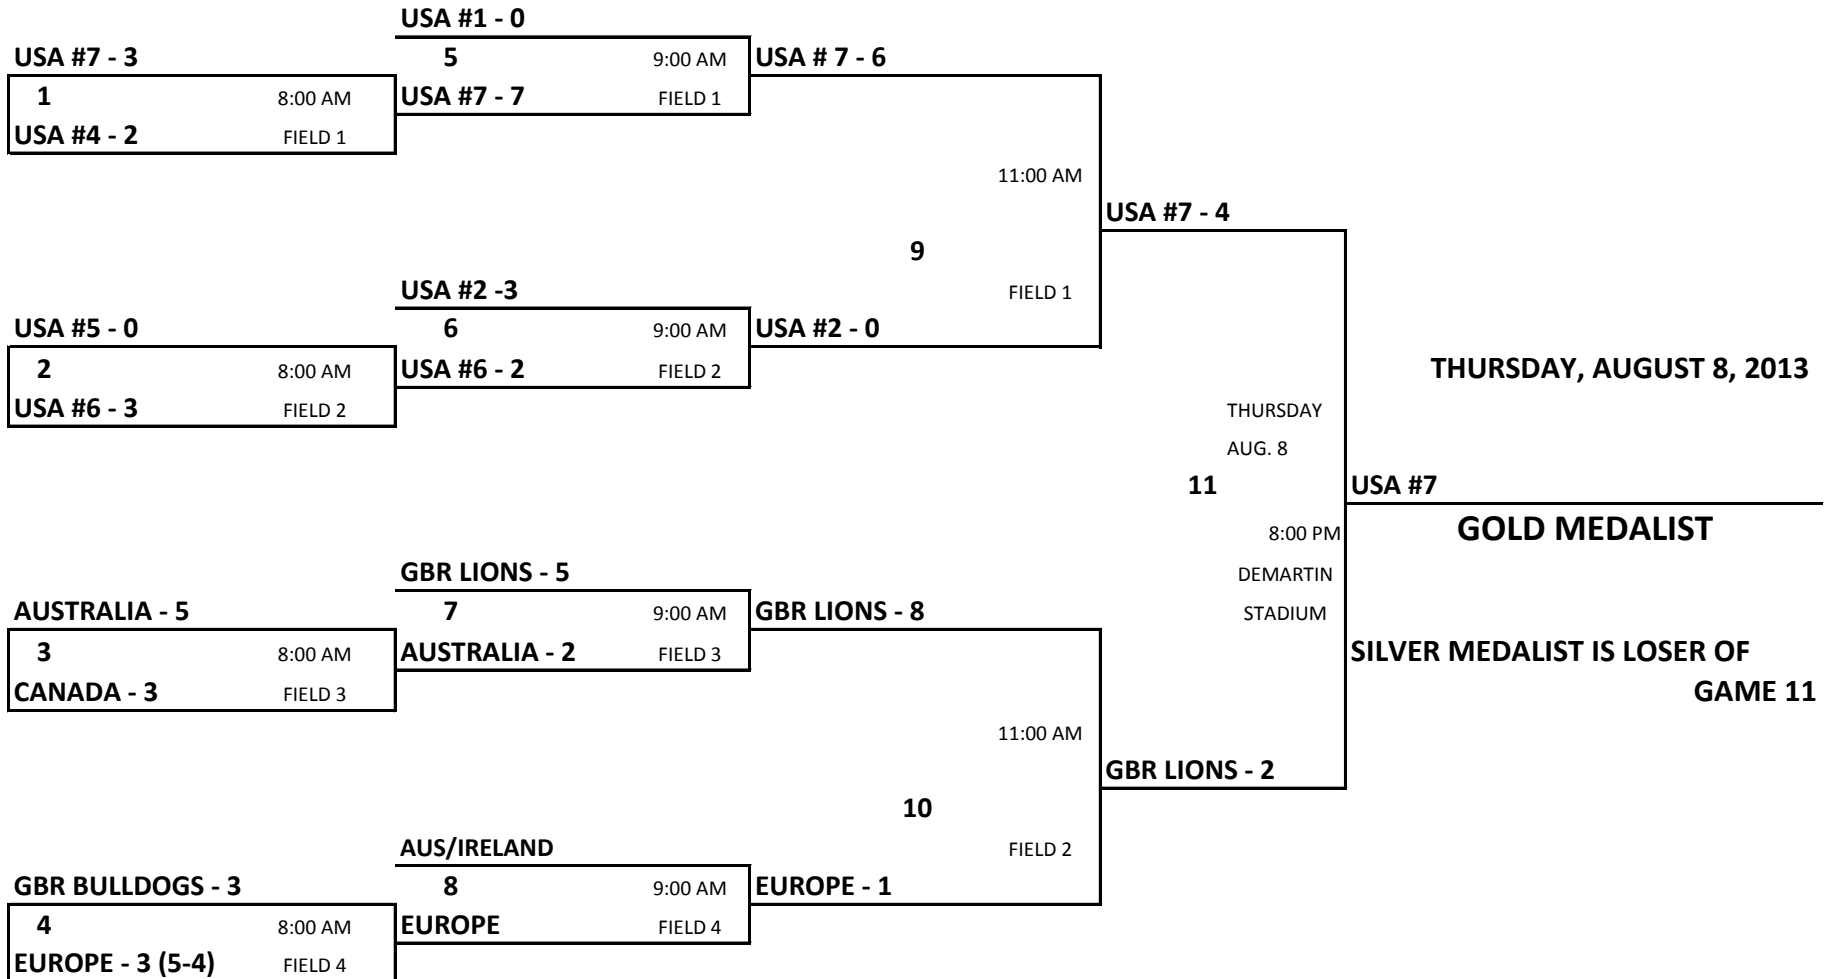 USA #1 - 0
USA #7 - 3
5 9:00 AM
USA # 7 - 6
1 8:00 AM
USA #7 - 7 FIELD 1
USA #4 - 2 FIELD 1
11:00 AM
USA #7 - 4
9
USA #2 -3
FIELD 1
USA #5 - 0
6 9:00 AM
USA #2 - 0
2 8:00 AM
USA #6 - 2 FIELD 2
THURSDAY, AUGUST 8, 2013
USA #6 - 3 FIELD 2
THURSDAY
AUG. 8
11
USA #7
8:00 PM
GOLD MEDALIST
GBR LIONS - 5
DEMARTIN
AUSTRALIA - 5
7 9:00 AM
GBR LIONS - 8
STADIUM
3 8:00 AM
AUSTRALIA - 2 FIELD 3
SILVER MEDALIST IS LOSER OF
CANADA - 3 FIELD 3
GAME 11
11:00 AM
GBR LIONS - 2
10
AUS/IRELAND
FIELD 2
GBR BULLDOGS - 3
8 9:00 AM
EUROPE - 1
4 8:00 AM
EUROPE FIELD 4
EUROPE - 3 (5-4) FIELD 4